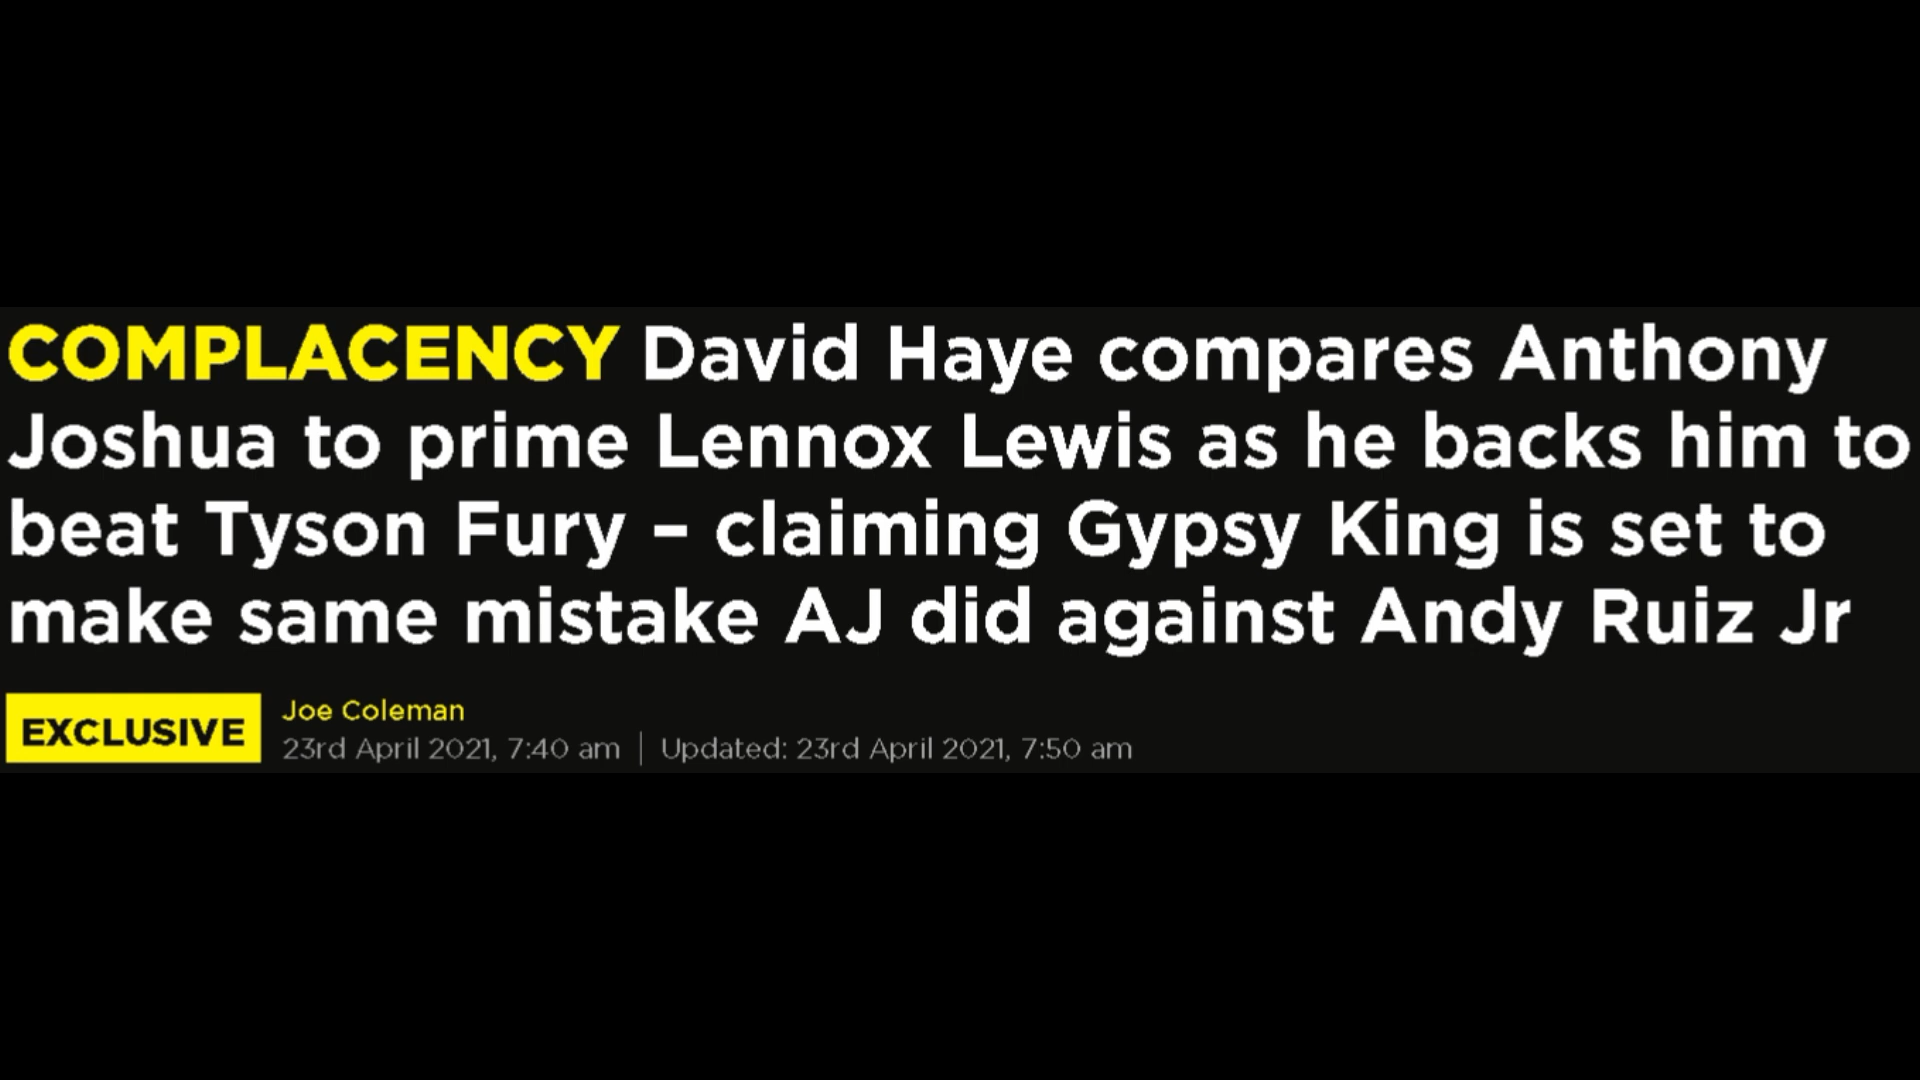 COMPLACENCY David Haye compares Anthony
Joshua to prime Lennox Lewis as he backs him to
beat Tyson Fury – claiming Gypsy King is set to
make same mistake AJ did against Andy Ruiz Jr
EXCLUSIVE
Joe Coleman
23rd April 2021, 7:40 am | Updated: 23rd April 2021, 7:50 am